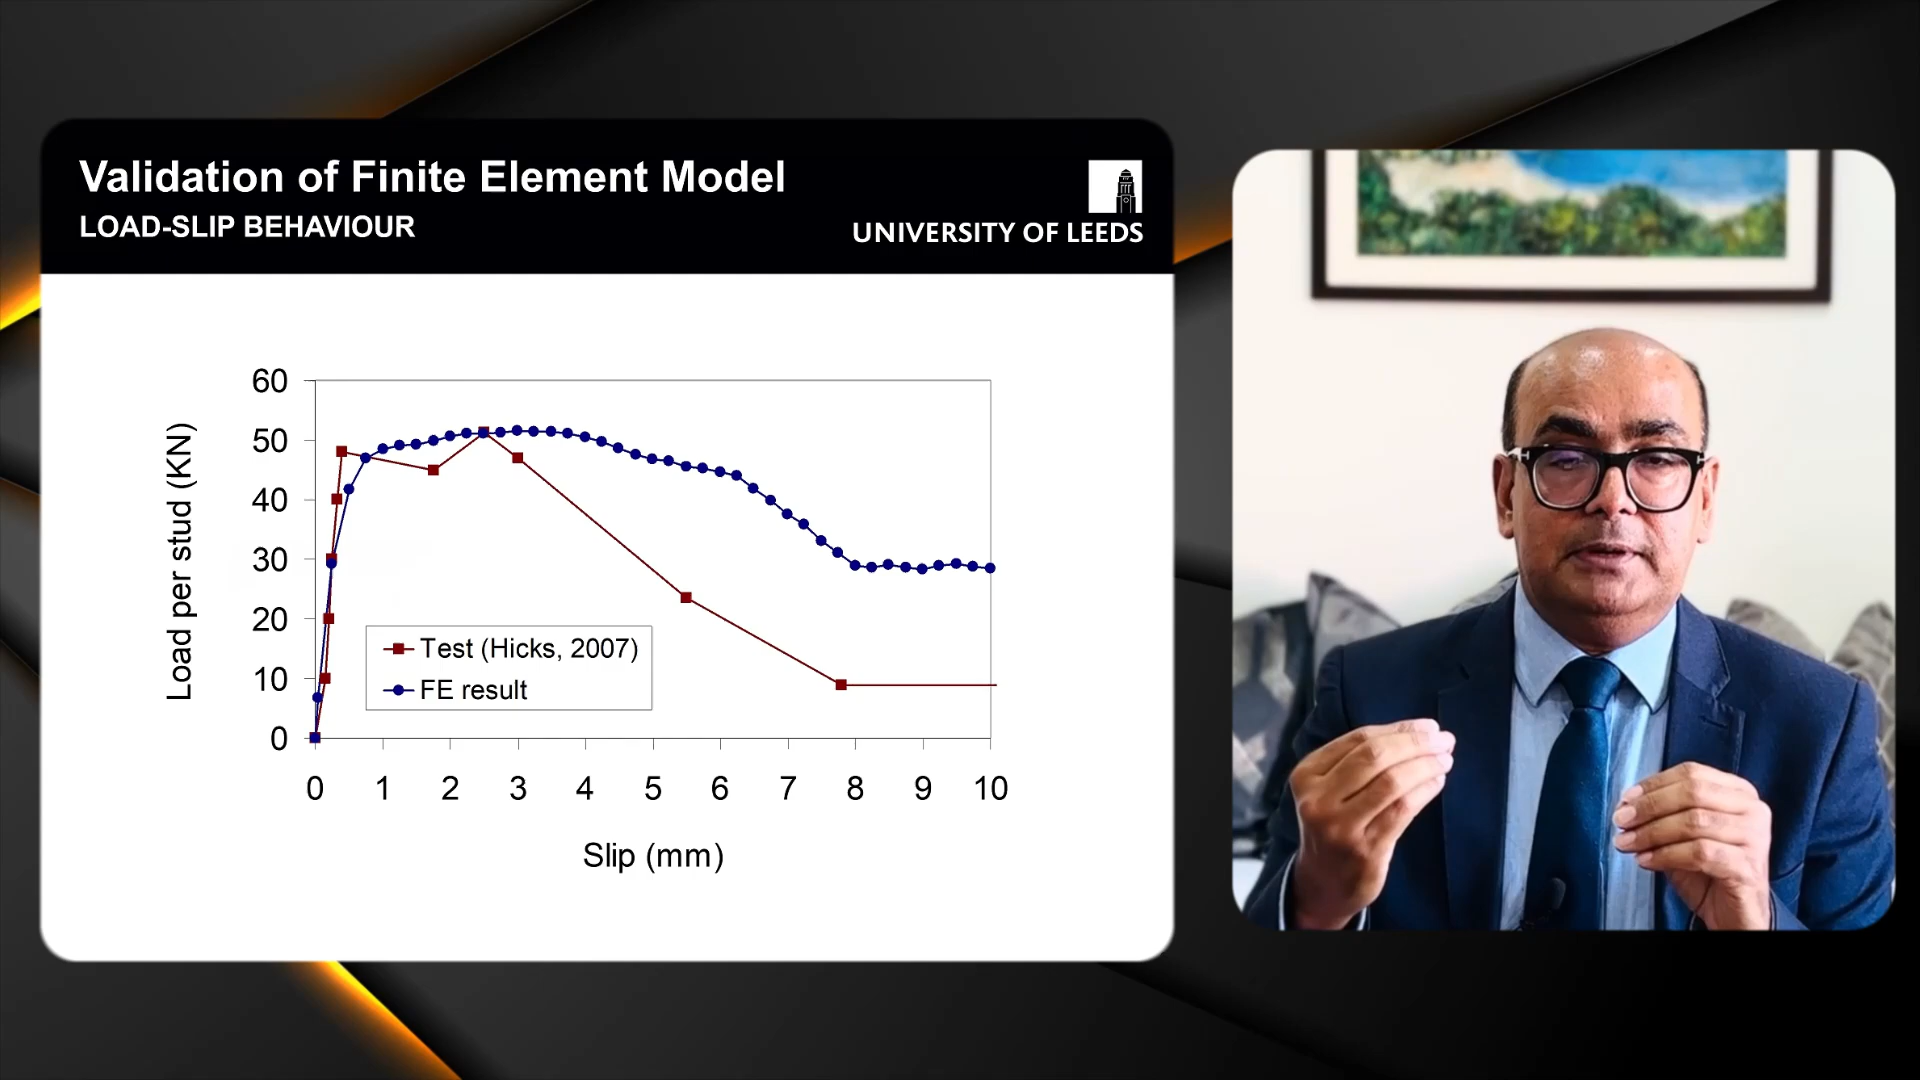 Validation of Finite Element Model
LOAD-SLIP BEHAVIOUR
UNIVERSITY OF LEEDS
60
50
40
30
20
10
0
Load per stud (KN)
Test (Hicks, 2007)
FE result
0 1 2 3 4 5 6 7 8 9 10
Slip (mm)